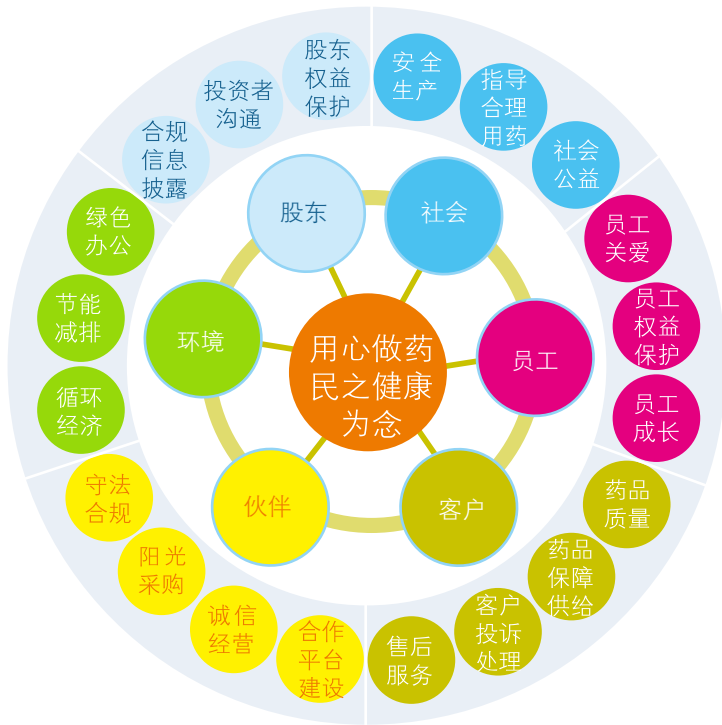 用心做药
民之健康
为念
股东
社会
员工
客户
伙伴
环境
股东
权益
保护
投资者
沟通
合规
信息
披露
安全
生产
指导
合理
用药
社会
公益
员工
关爱
员工
权益
保护
员工
成长
药品
质量
药品
保障
供给
客户
投诉
处理
售后
服务
合作
平台
建设
诚信
经营
阳光
采购
守法
合规
循环
经济
节能
减排
绿色
办公